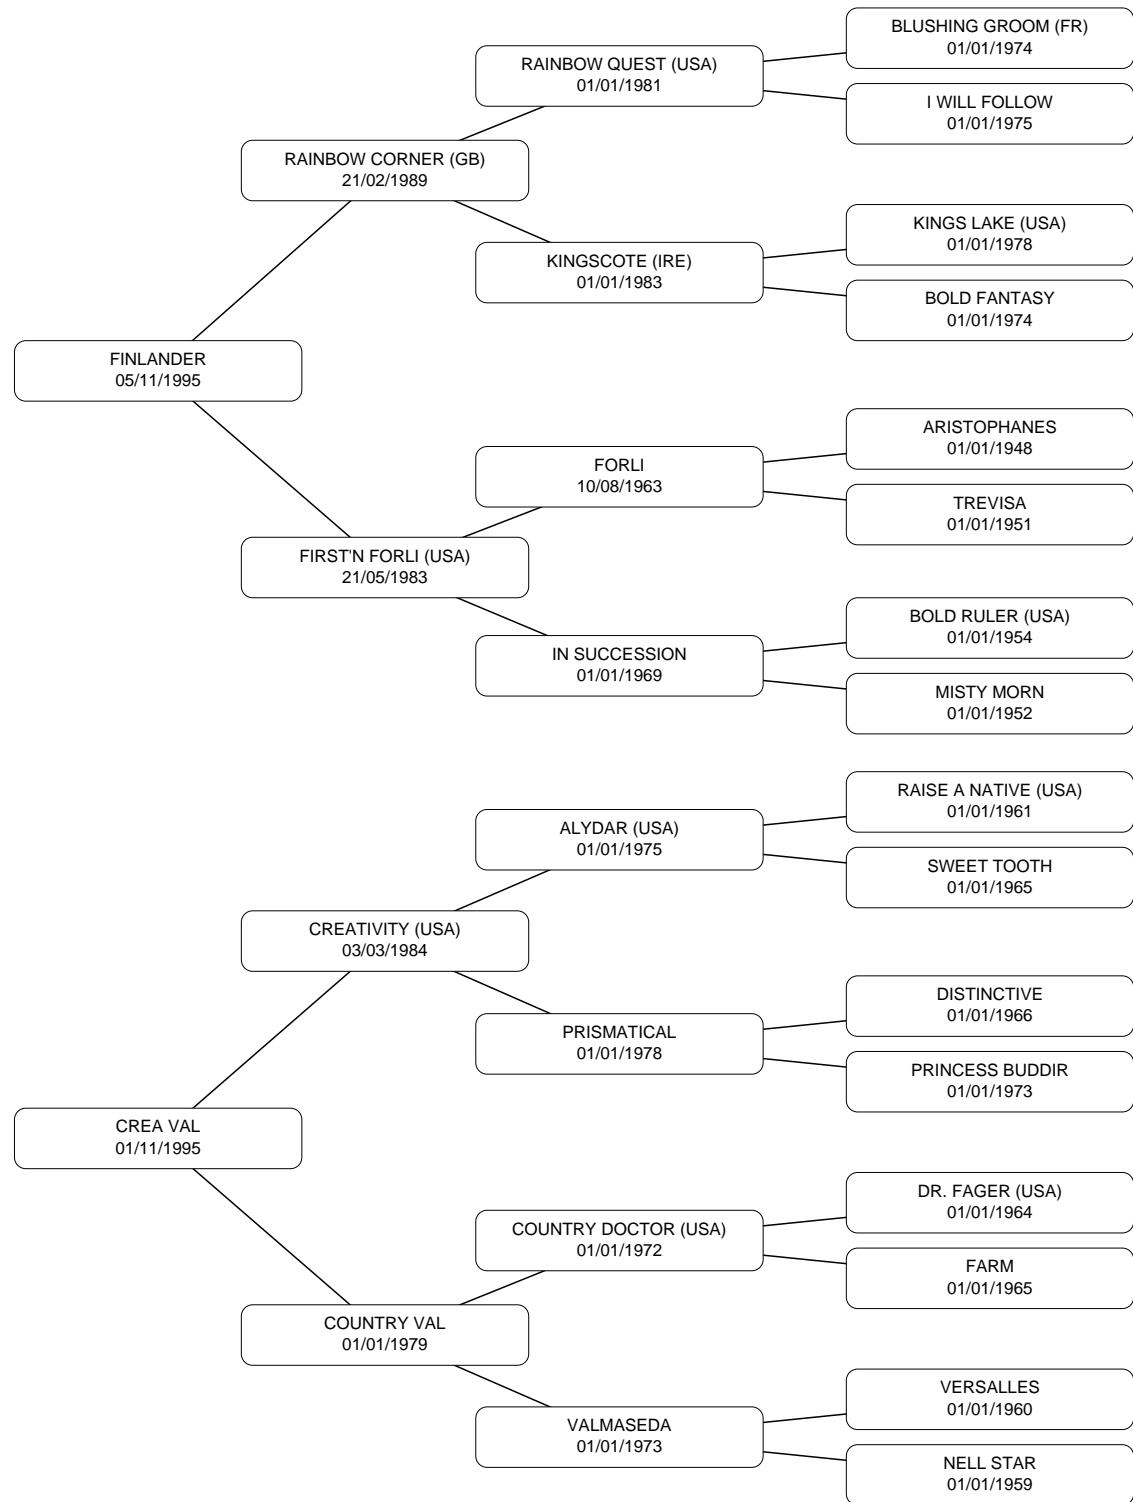 BLUSHING GROOM (FR)
01/01/1974
RAINBOW QUEST (USA)
01/01/1981
I WILL FOLLOW
01/01/1975
RAINBOW CORNER (GB)
21/02/1989
KINGS LAKE (USA)
01/01/1978
KINGSCOTE (IRE)
01/01/1983
BOLD FANTASY
01/01/1974
FINLANDER
05/11/1995
ARISTOPHANES
01/01/1948
FORLI
10/08/1963
TREVISA
01/01/1951
FIRST'N FORLI (USA)
21/05/1983
BOLD RULER (USA)
01/01/1954
IN SUCCESSION
01/01/1969
MISTY MORN
01/01/1952
RAISE A NATIVE (USA)
01/01/1961
ALYDAR (USA)
01/01/1975
SWEET TOOTH
01/01/1965
CREATIVITY (USA)
03/03/1984
DISTINCTIVE
01/01/1966
PRISMATICAL
01/01/1978
PRINCESS BUDDIR
01/01/1973
CREA VAL
01/11/1995
DR. FAGER (USA)
01/01/1964
COUNTRY DOCTOR (USA)
01/01/1972
FARM
01/01/1965
COUNTRY VAL
01/01/1979
VERSALLES
01/01/1960
VALMASEDA
01/01/1973
NELL STAR
01/01/1959